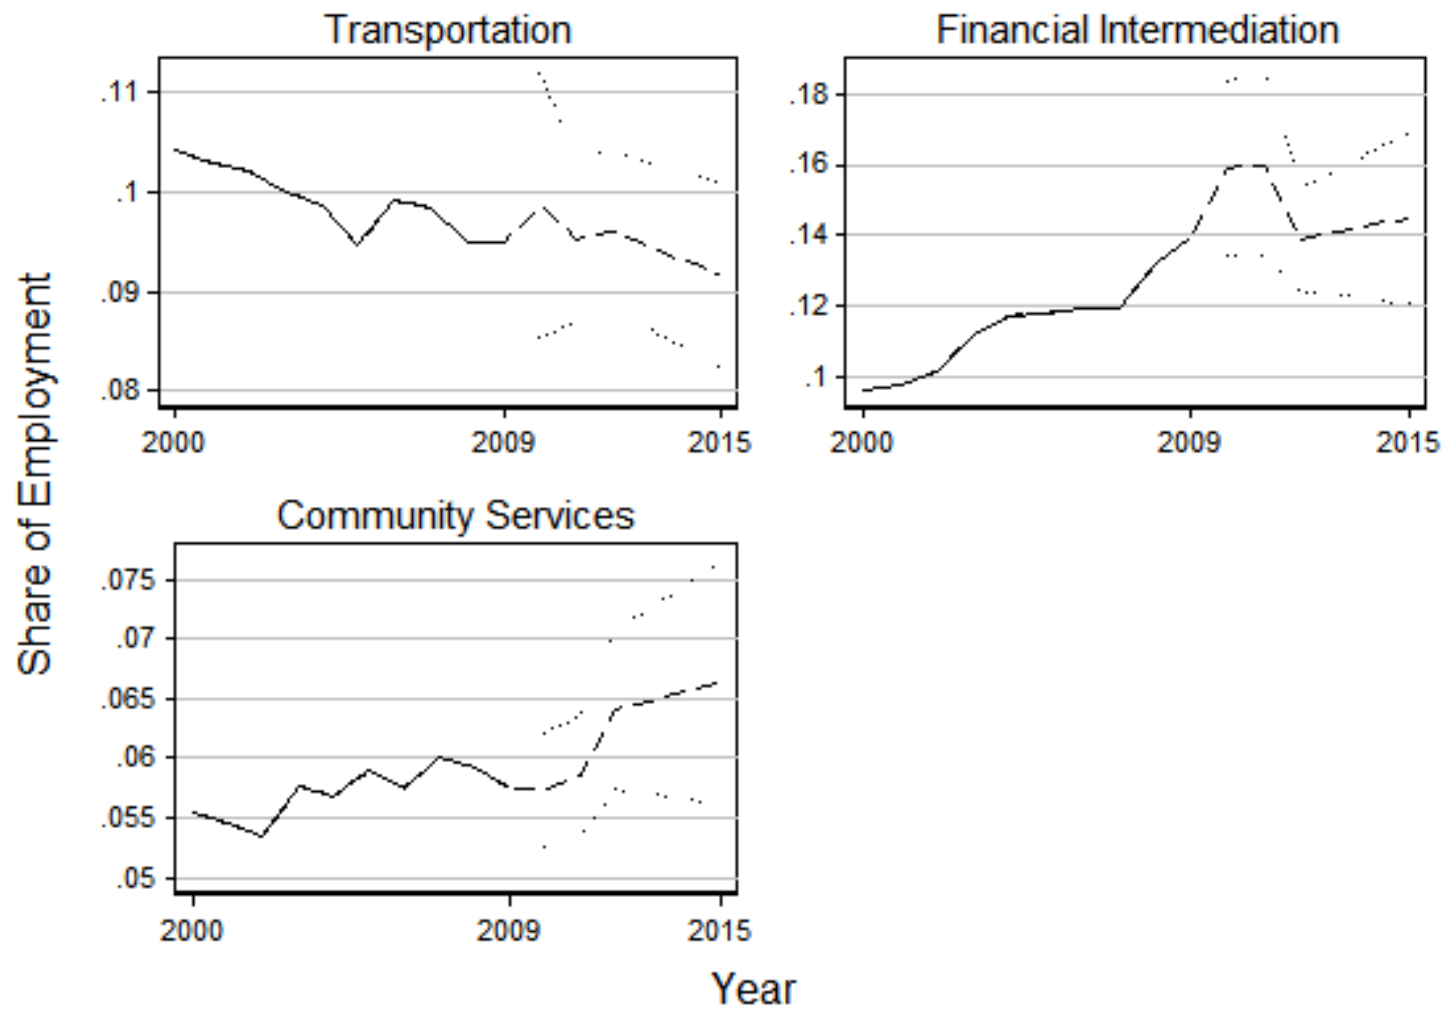 Transportation
.11
.1
.09
.08
2000 2009 2015
Financial Intermediation
.18
.16
.14
.12
.1
2000 2009 2015
Community Services
.075
.07
.065
.06
.055
.05
2000 2009 2015
Share of Employment
Year